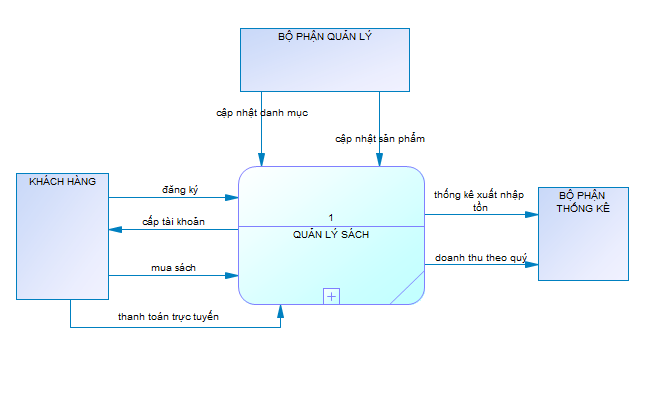 BỘ PHẬN QUẢN LÝ
cập nhật danh mục
cập nhật sản phẩm
KHÁCH HÀNG
đăng ký
cấp tài khoản
mua sách
thanh toán trực tuyến
1
QUẢN LÝ SÁCH
thống kê xuất nhập
tồn
doanh thu theo quý
BỘ PHẬN
THỐNG KÊ